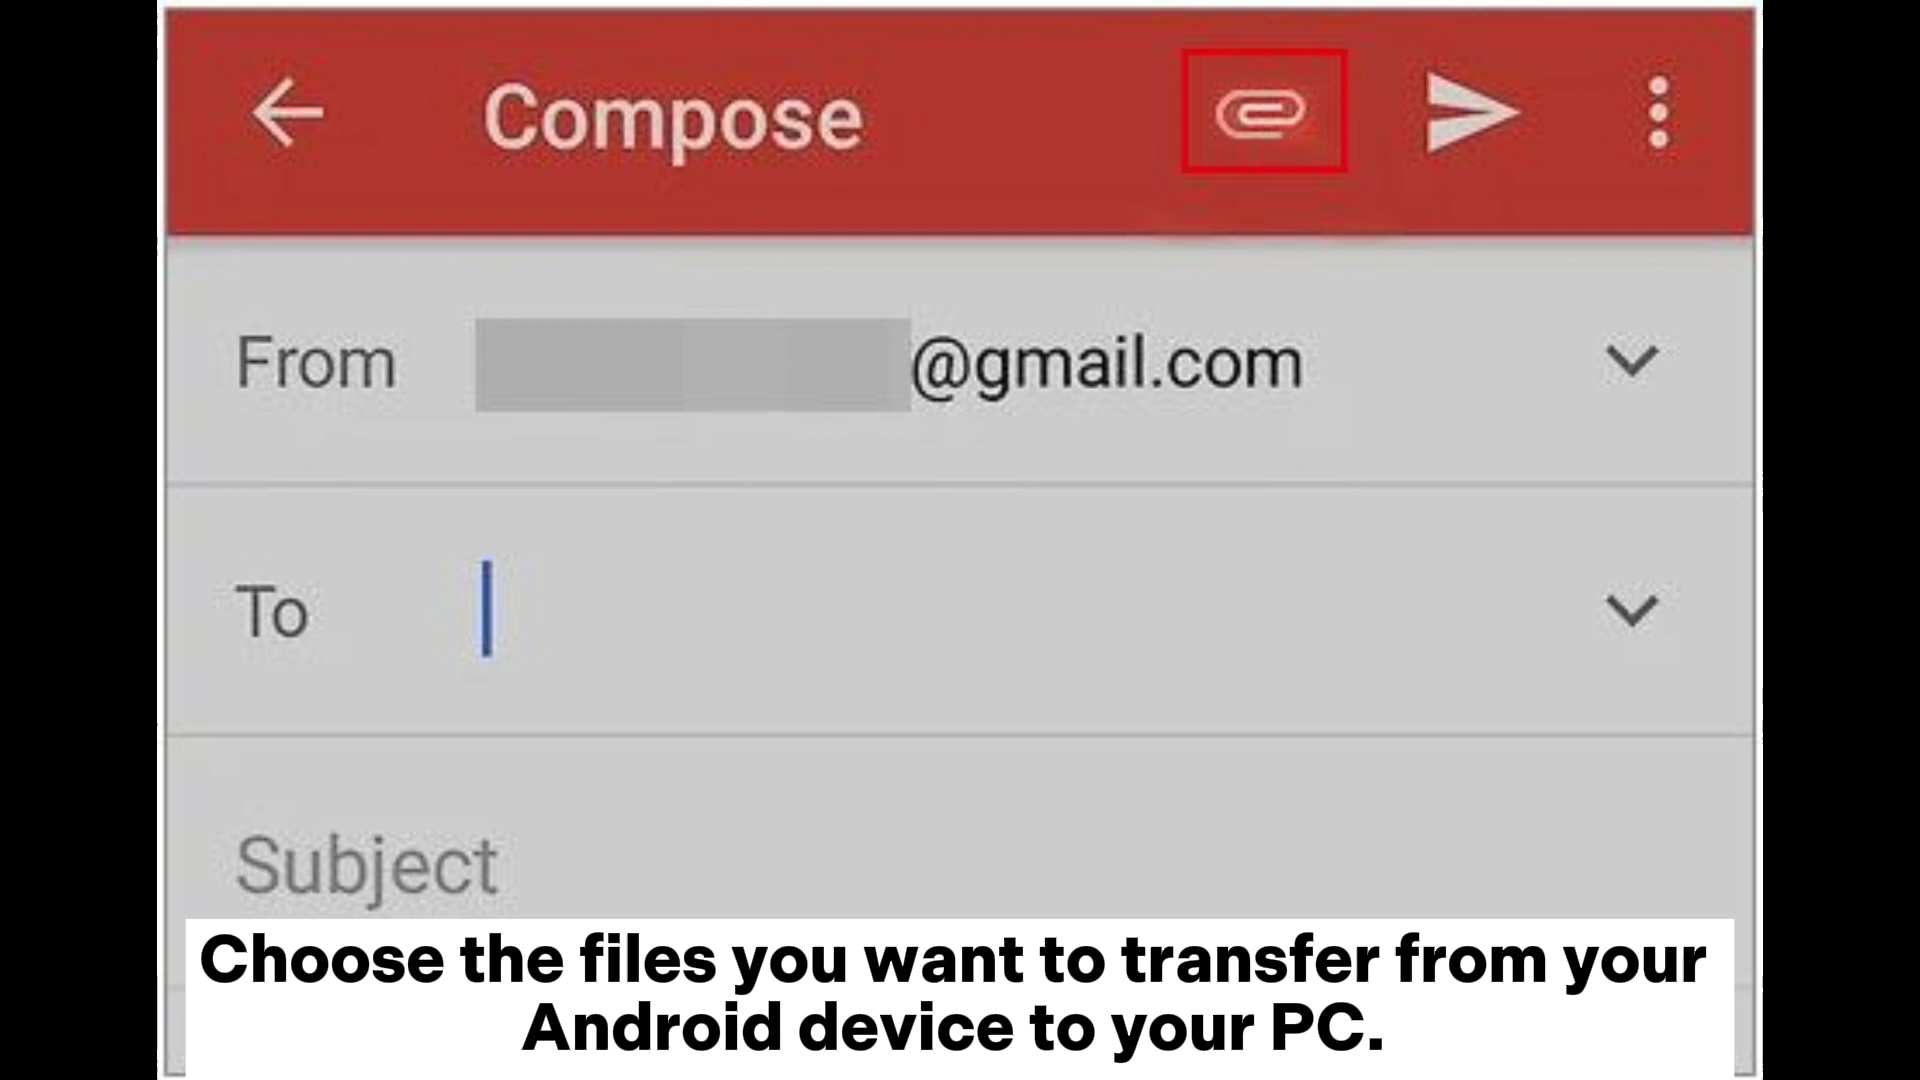 Compose
From @gmail.com
To
Subject
Choose the files you want to transfer from your
Android device to your PC.